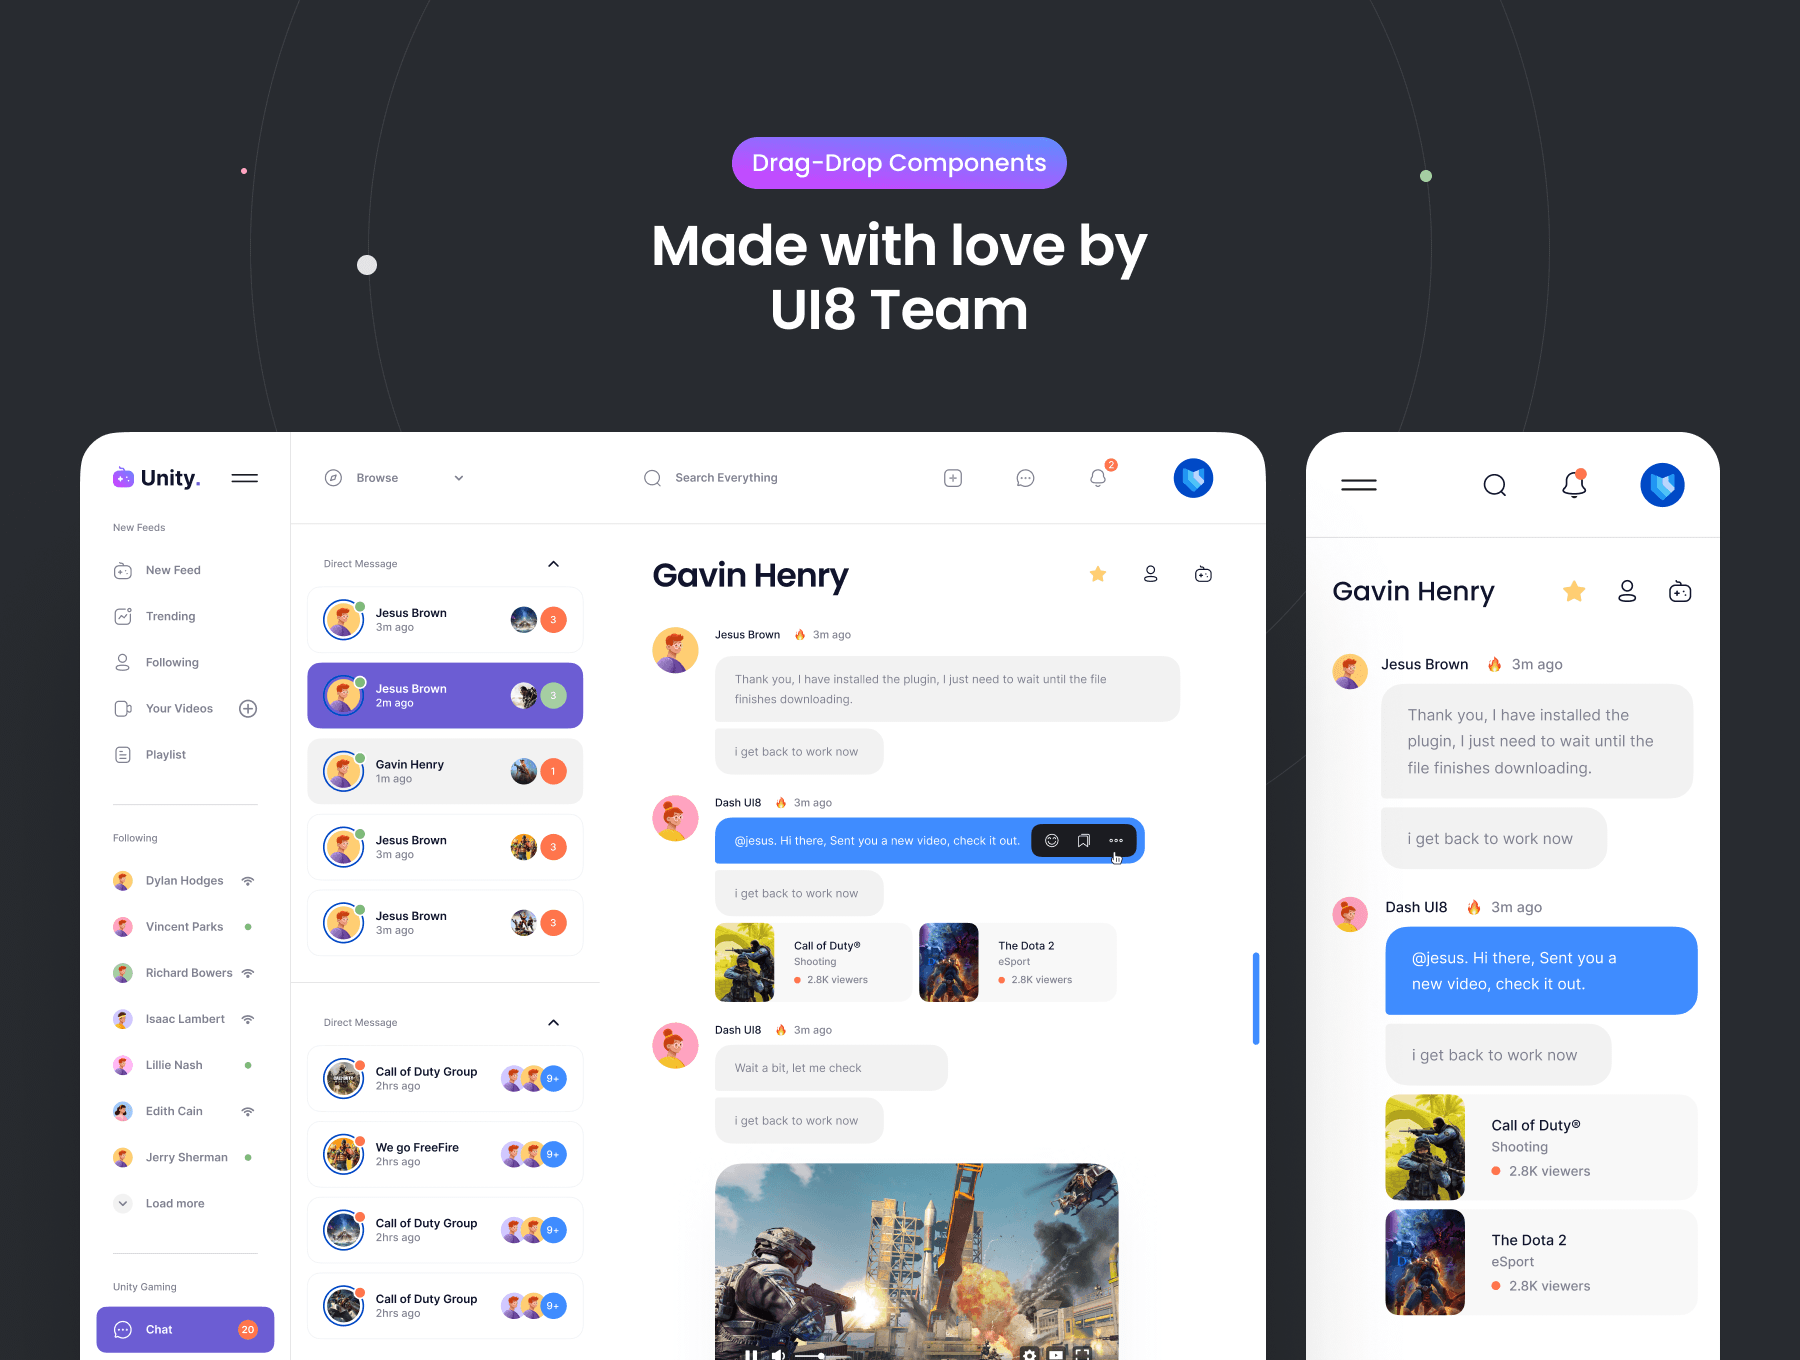 Drag-Drop Components
Made with love by
UI8 Team
Unity.
New Feeds
New Feed
Trending
Following
Your Videos
Playlist
Following
Dylan Hodges
Vincent Parks
Richard Bowers
Isaac Lambert
Lillie Nash
Edith Cain
Jerry Sherman
Load more
Unity Gaming
Chat
20
Browse
Search Everything
2
Direct Message
Jesus Brown
3m ago
3
Jesus Brown
2m ago
3
Gavin Henry
1m ago
1
Jesus Brown
3m ago
3
Jesus Brown
3m ago
3
Direct Message
Call of Duty Group
2hrs ago
9+
We go FreeFire
2hrs ago
9+
Call of Duty Group
2hrs ago
9+
Call of Duty Group
2hrs ago
9+
Gavin Henry
Jesus Brown 3m ago
Thank you, I have installed the plugin, I just need to wait until the file
finishes downloading.
i get back to work now
Dash UI8 3m ago
@jesus. Hi there, Sent you a new video, check it out.
i get back to work now
Call of Duty®
Shooting
2.8K viewers
The Dota 2
eSport
2.8K viewers
Dash UI8 3m ago
Wait a bit, let me check
i get back to work now
Gavin Henry
Jesus Brown 3m ago
Thank you, I have installed the
plugin, I just need to wait until the
file finishes downloading.
i get back to work now
Dash UI8 3m ago
@jesus. Hi there, Sent you a
new video, check it out.
i get back to work now
Call of Duty®
Shooting
2.8K viewers
The Dota 2
eSport
2.8K viewers